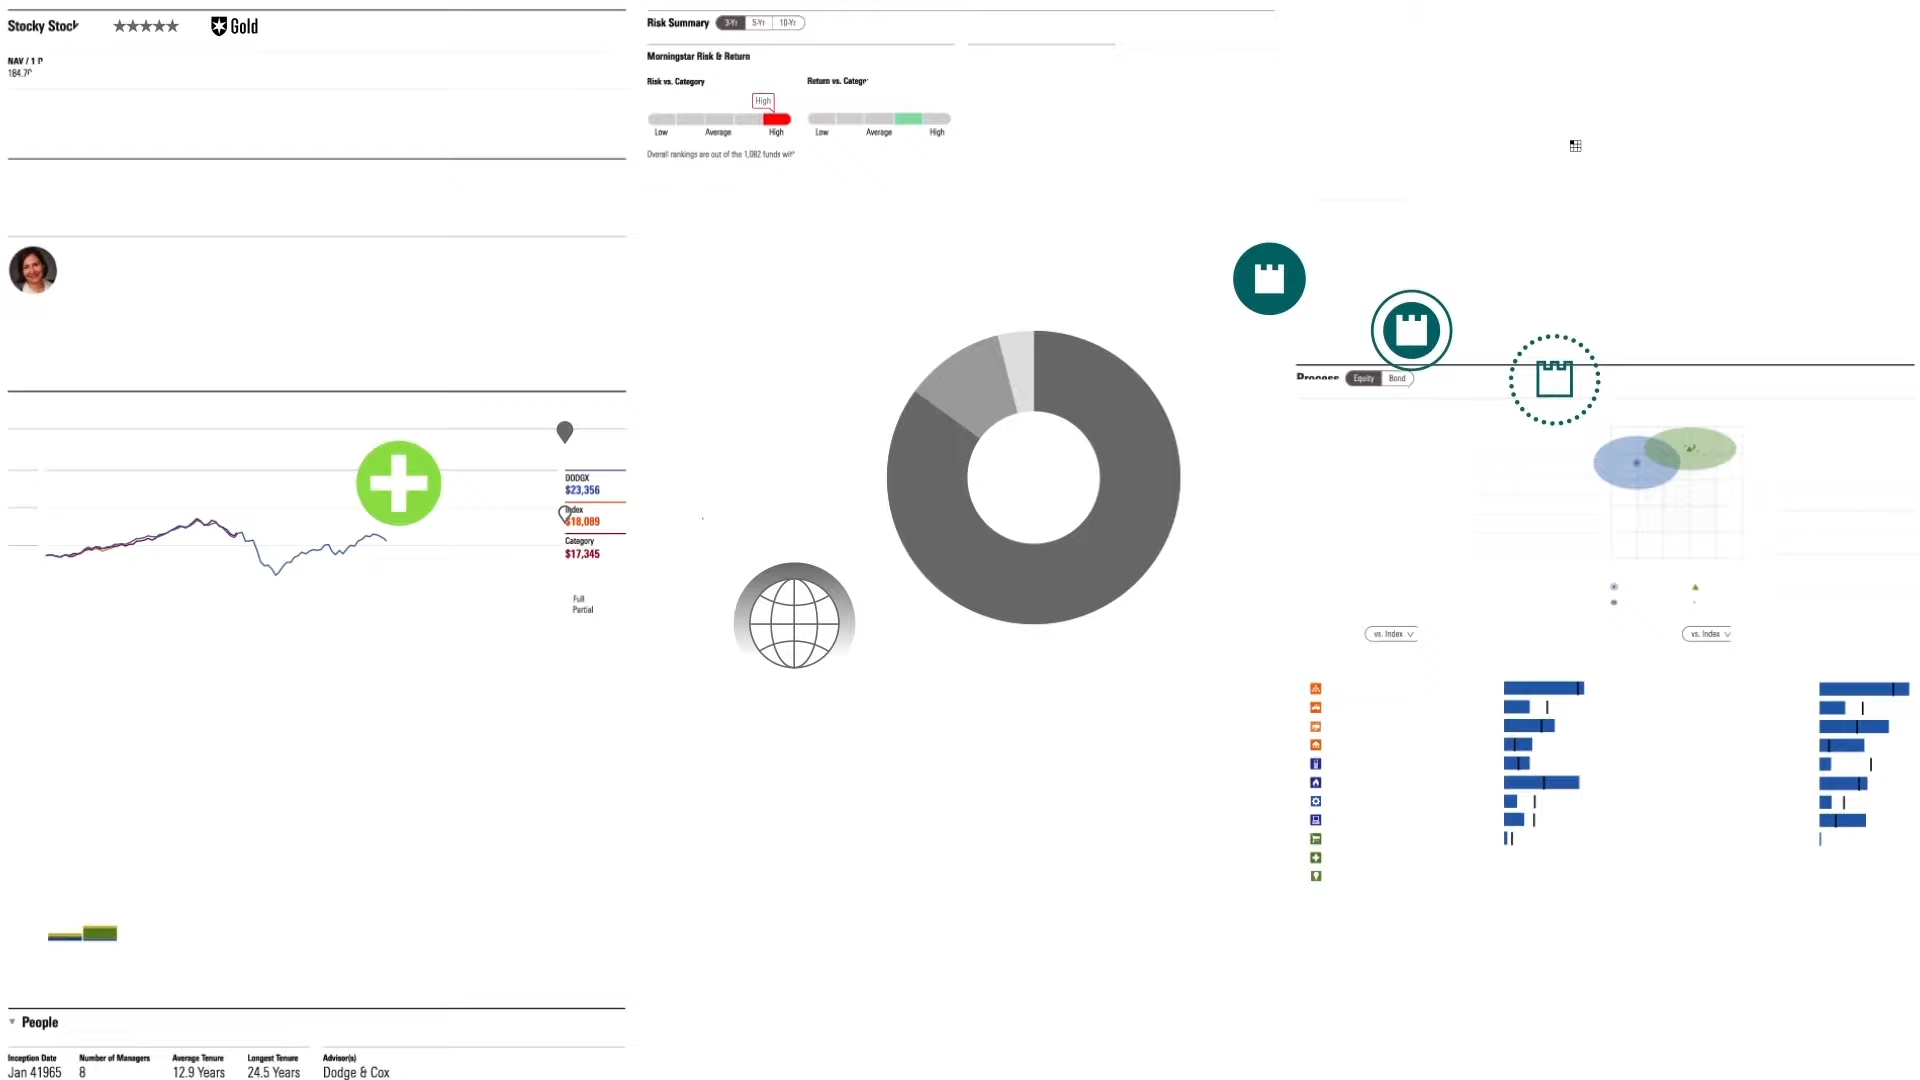 Stocky Stock
Gold
NAV / 1
184.7
DODGX
$23,356
Index
$18,089
Category
$17,345
Full
Partial
People
Inception Date
Number of Managers
Average Tenure
Longest Tenure
Advisor(s)
Jan 41965
8
12.9 Years
24.5 Years
Dodge & Cox
Risk Summary
3-Yr
5-Yr
10-Yr
Morningstar Risk & Return
Risk vs. Category
Return vs. Categor
High
Low
Average
High
Low
Average
High
Overall rankings are out of the 1,082 funds with
Process
Equity
Bond
vs. Index
vs. Index